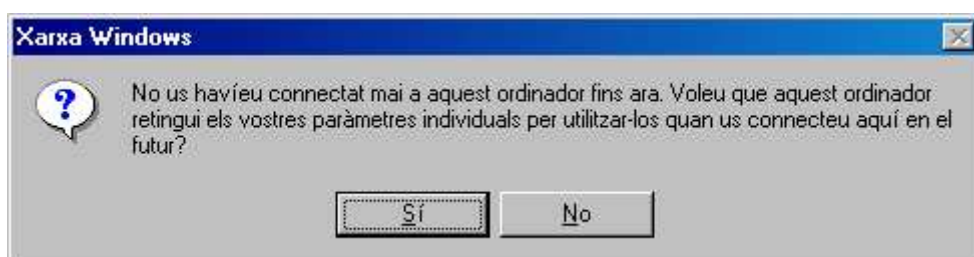 Xarxa Windows
No us havíeu connectat mai a aquest ordinador fins ara. Voleu que aquest ordinador
retingui els vostres paràmetres individuals per utilitzar-los quan us connecteu aquí en el
futur?
Sí
No